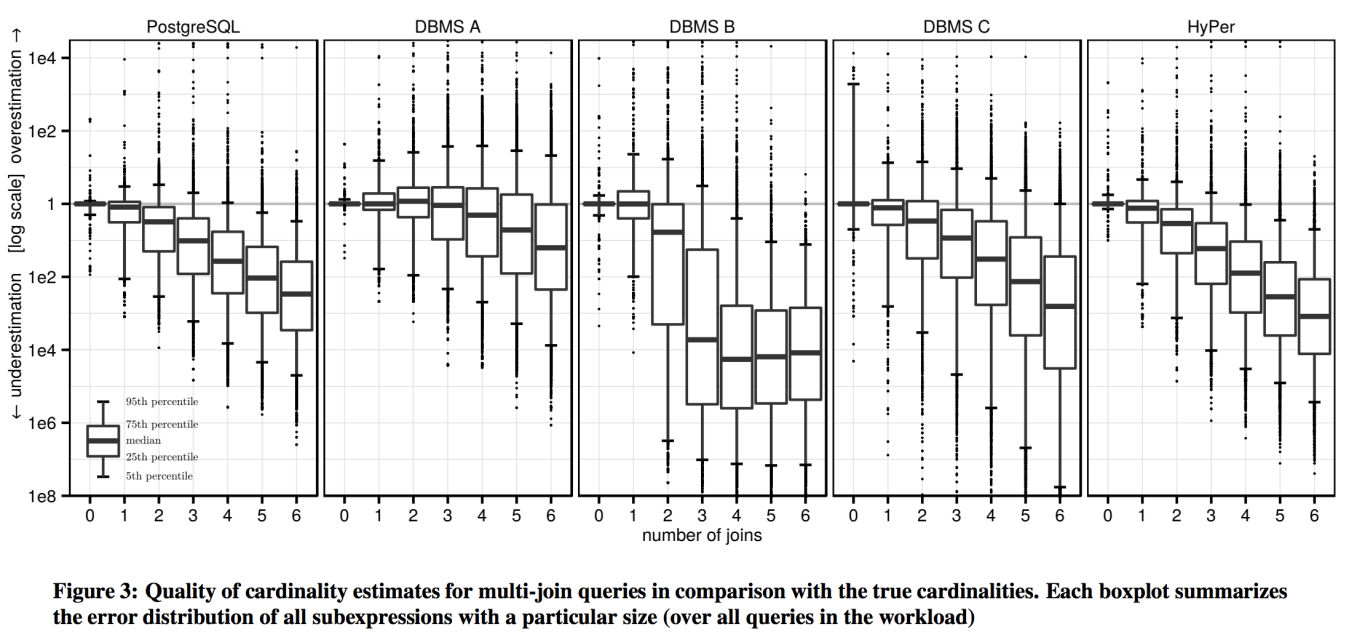 PostgreSQL
DBMS A
DBMS B
DBMS C
HyPer
← underestimation [log scale] overestimation →
1e4
1e2
1
1e2
1e4
1e6
1e8
95th percentile
75th percentile
median
25th percentile
5th percentile
0 1 2 3 4 5 6
0 1 2 3 4 5 6
0 1 2 3 4 5 6
0 1 2 3 4 5 6
0 1 2 3 4 5 6
number of joins
Figure 3: Quality of cardinality estimates for multi-join queries in comparison with the true cardinalities. Each boxplot summarizes
the error distribution of all subexpressions with a particular size (over all queries in the workload)